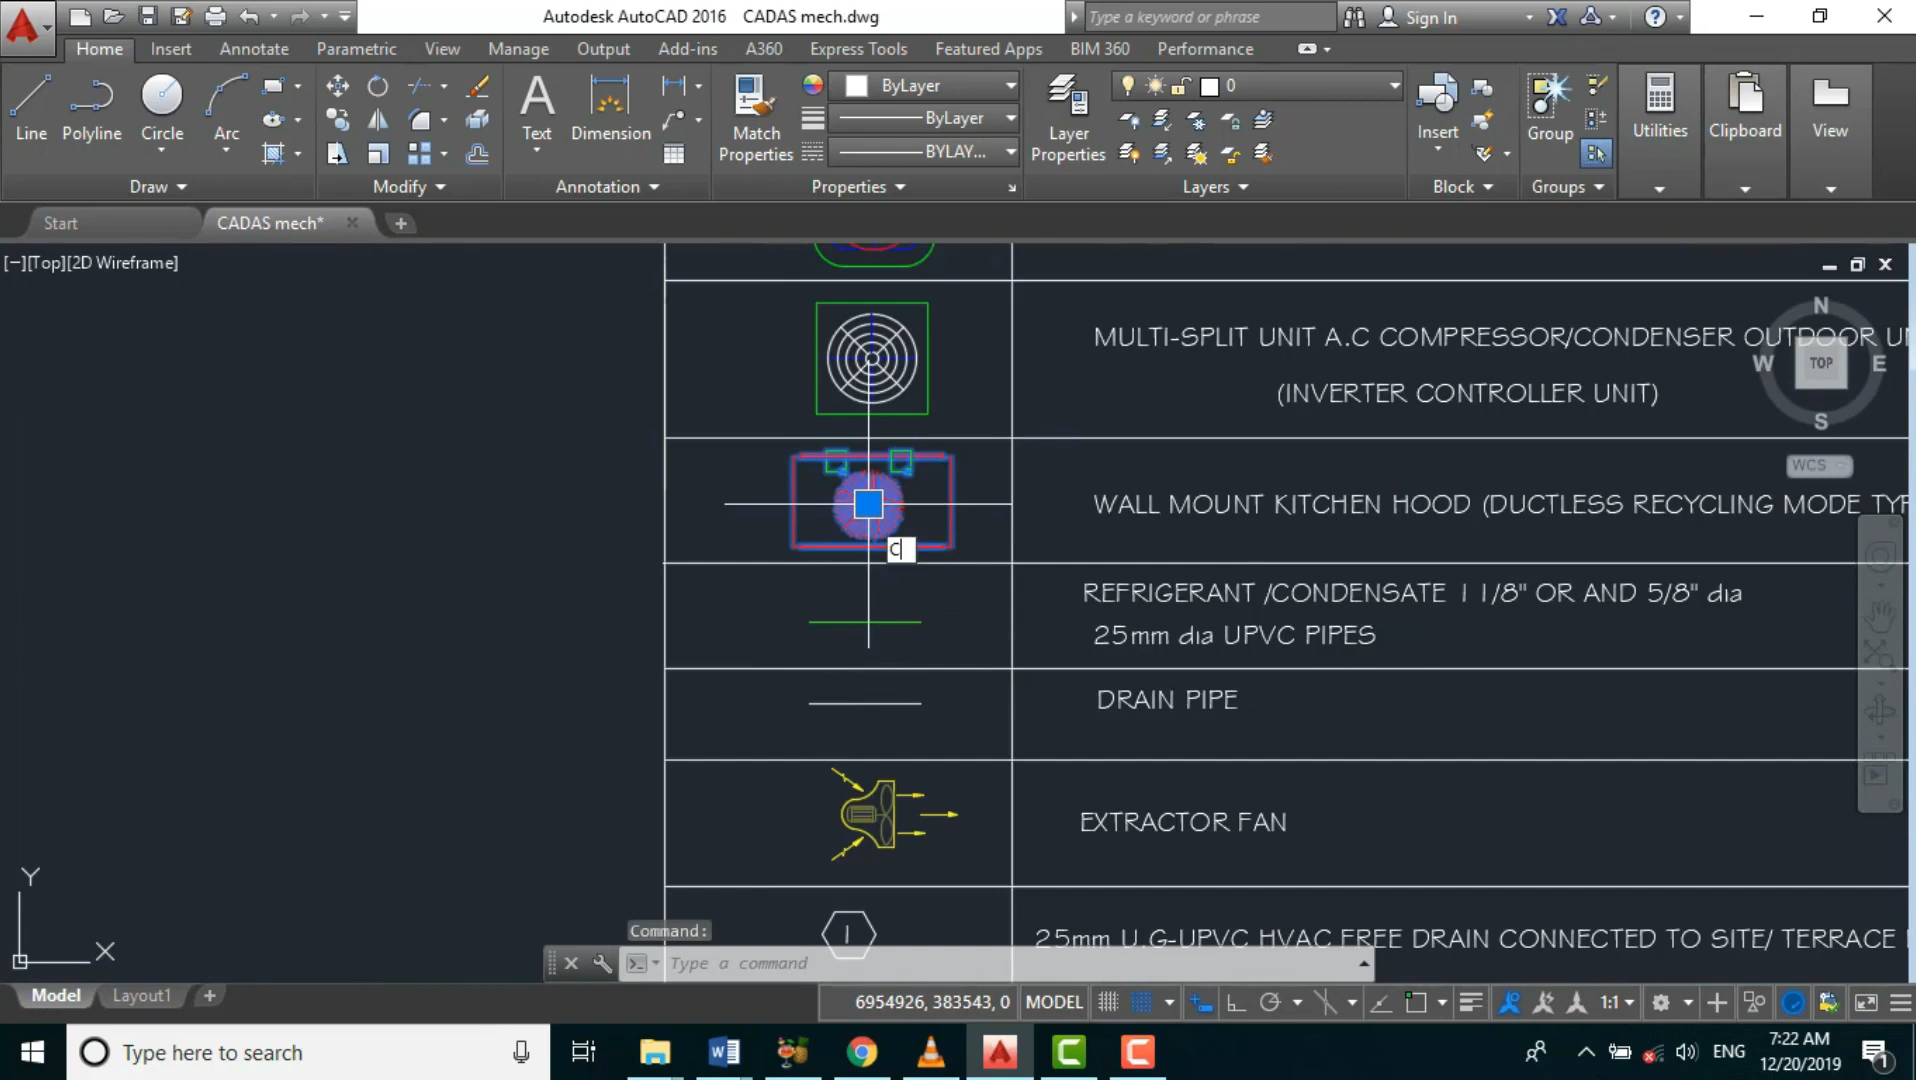 Autodesk AutoCAD 2016 CADAS mech.dwg
Type a keyword or phrase
Sign In
Home Insert Annotate Parametric View Manage Output Add-ins A360 Express Tools Featured Apps BIM 360 Performance
Line Polyline Circle Arc
Text Dimension
Match Properties
ByLayer
ByLayer
BYLAY...
Layer Properties
0
Insert
Group
Utilities
Clipboard
View
Draw Modify Annotation Properties Layers Block Groups
Start CADAS mech*
[−][Top][2D Wireframe]
N
W TOP E
S
WCS
MULTI-SPLIT UNIT A.C COMPRESSOR/CONDENSER OUTDOOR
(INVERTER CONTROLLER UNIT)
WALL MOUNT KITCHEN HOOD (DUCTLESS RECYCLING MODE
C
REFRIGERANT /CONDENSATE 1 1/8" OR AND 5/8" dia
25mm dia UPVC PIPES
DRAIN PIPE
EXTRACTOR FAN
1
25mm U.G-UPVC HVAC FREE DRAIN CONNECTED TO SITE/ TERRACE
Y
X
Command:
Type a command
Model Layout1
6954926, 383543, 0 MODEL 1:1
Type here to search
ENG
7:22 AM
12/20/2019
1